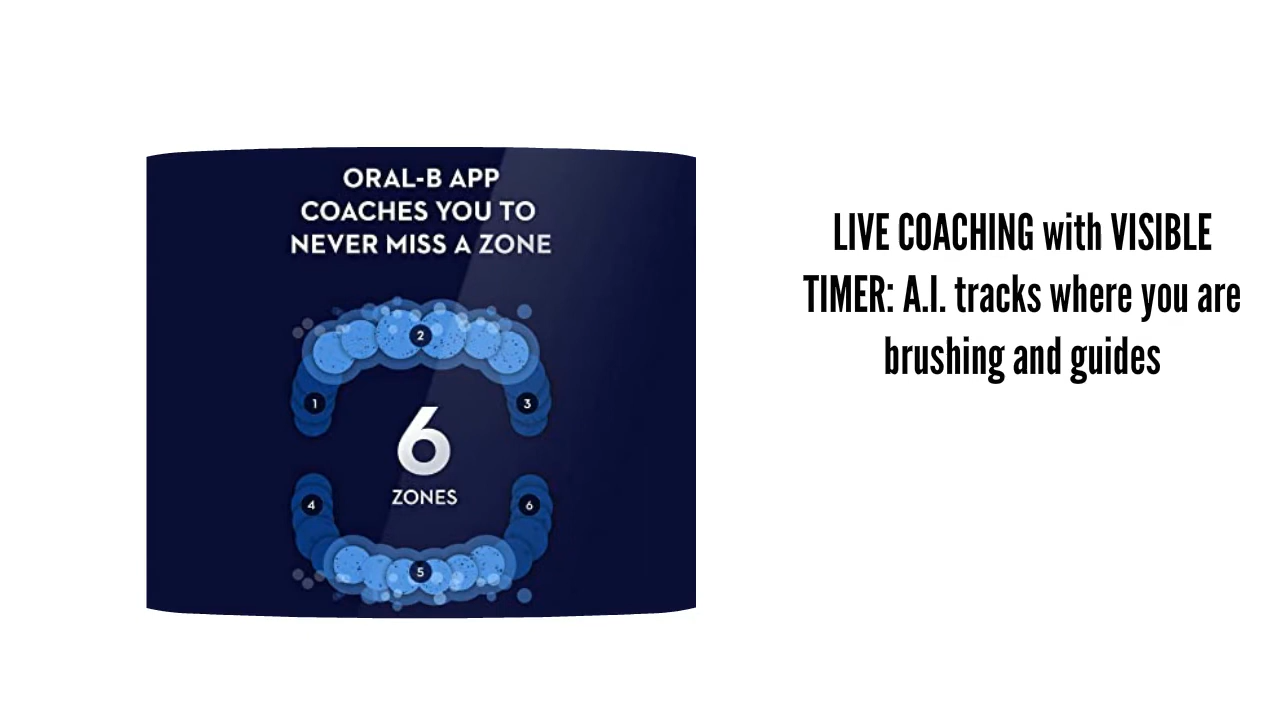 ORAL-B APP
COACHES YOU TO
NEVER MISS A ZONE
2
1
3
6
ZONES
4
6
5
LIVE COACHING with VISIBLE
TIMER: A.I. tracks where you are
brushing and guides